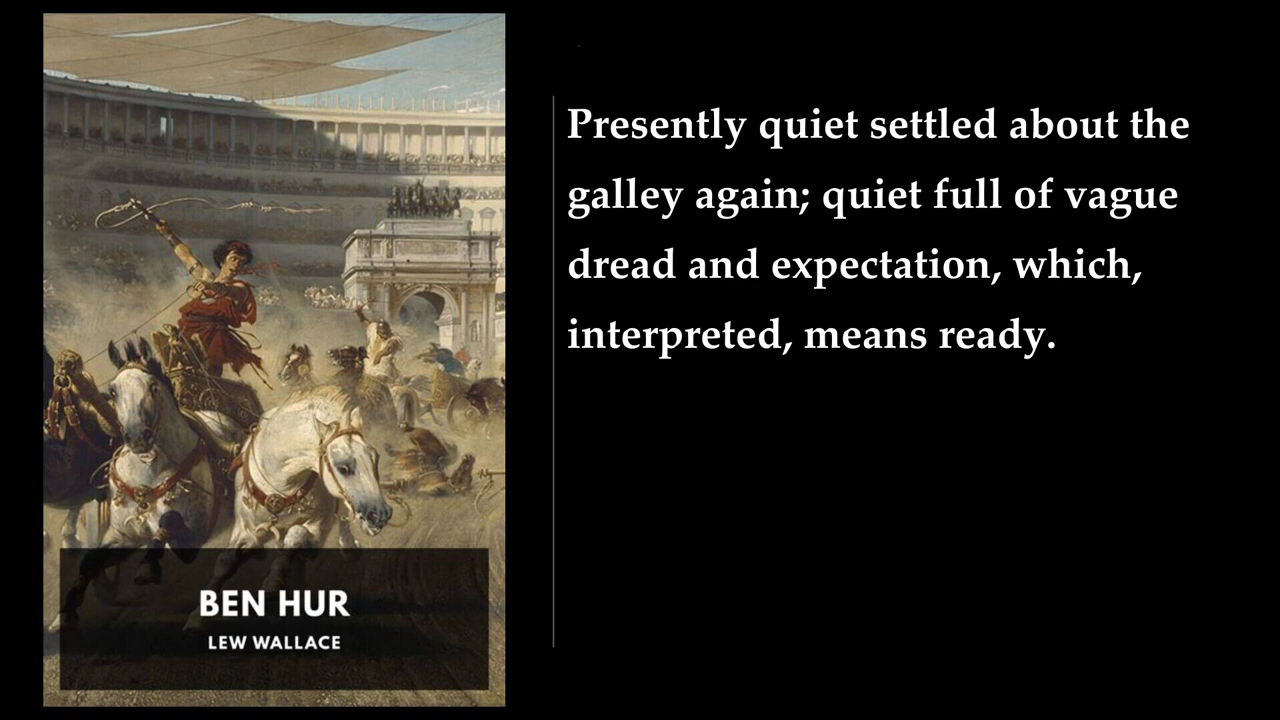 BEN HUR
LEW WALLACE
Presently quiet settled about the
galley again; quiet full of vague
dread and expectation, which,
interpreted, means ready.